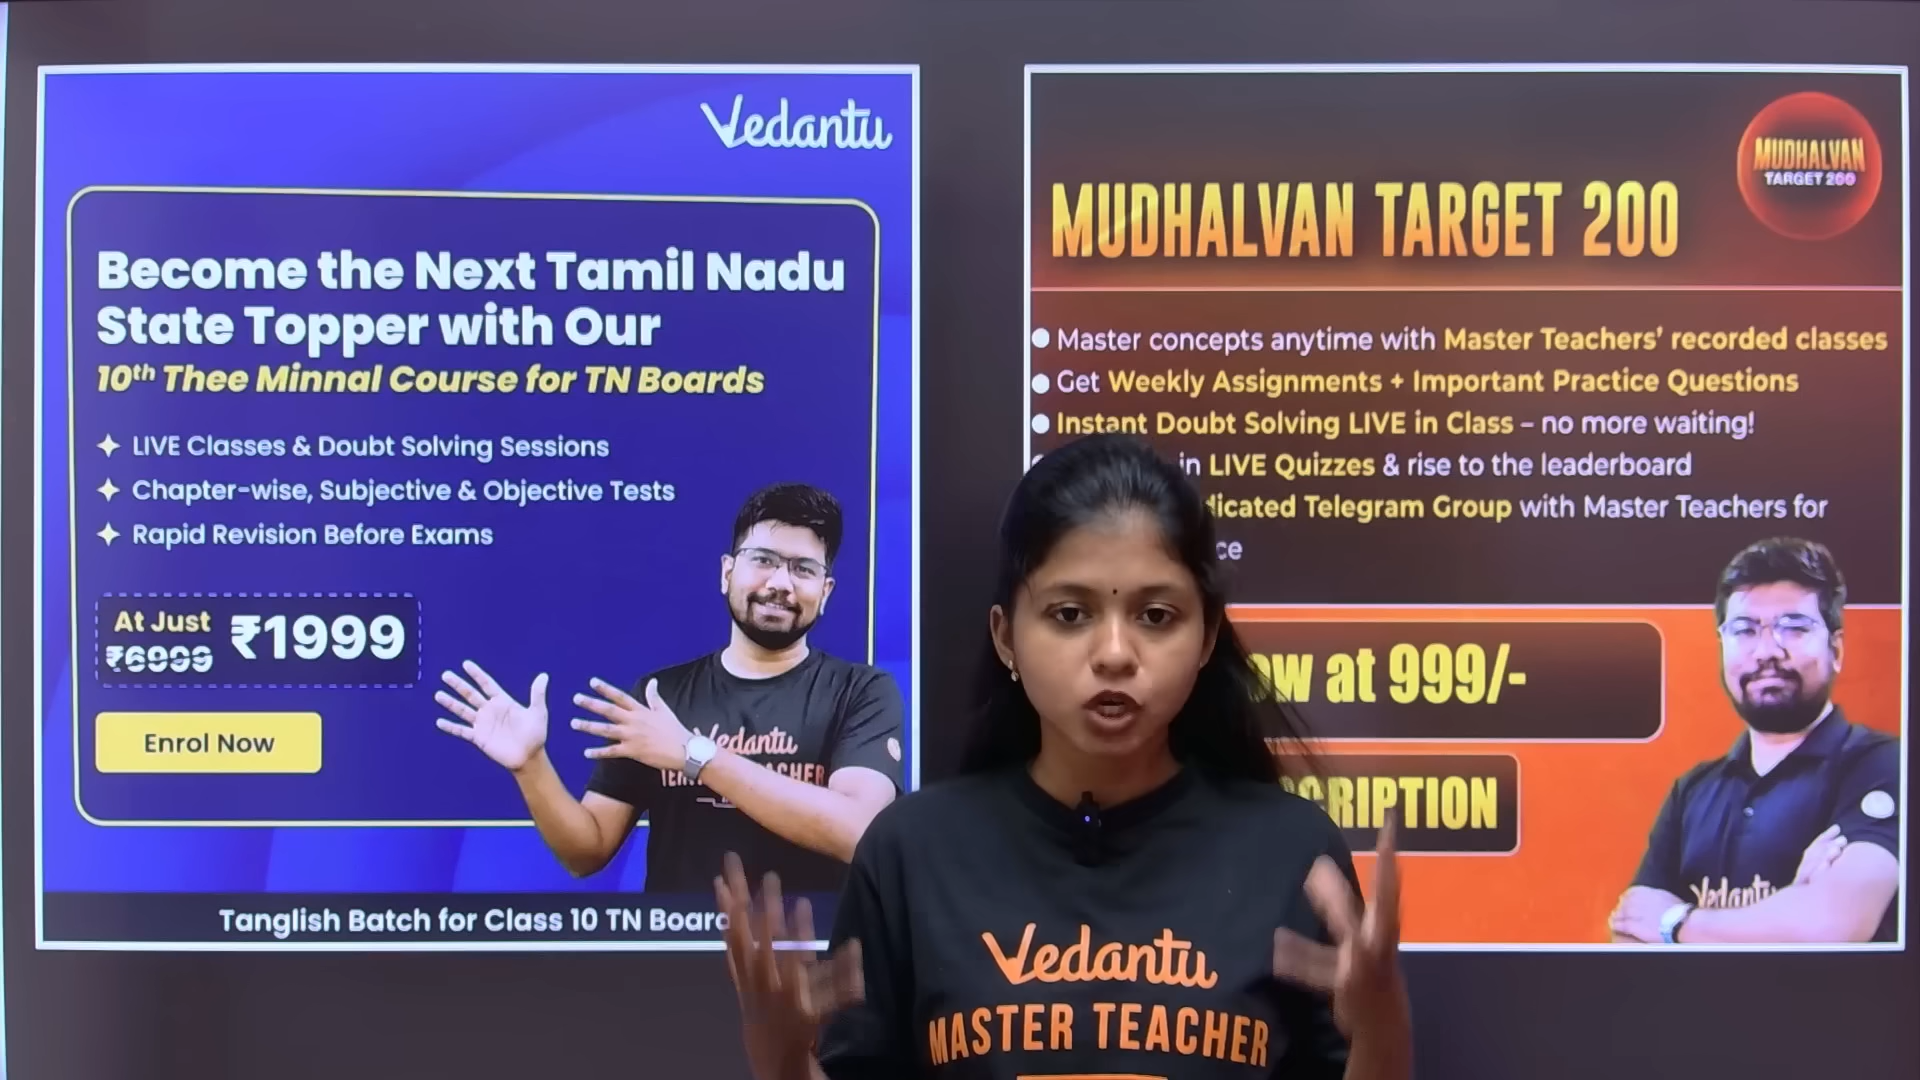 Vedantu
Become the Next Tamil Nadu
State Topper with Our
10th Thee Minnal Course for TN Boards
LIVE Classes & Doubt Solving Sessions
Chapter-wise, Subjective & Objective Tests
Rapid Revision Before Exams
At Just
₹6999 ₹1999
Enrol Now
Vedantu
Tanglish Batch for Class 10 TN
MUDHALVAN
TARGET 200
MUDHALVAN TARGET 200
Master concepts anytime with Master Teachers’ recorded classes
Get Weekly Assignments + Important Practice Questions
Instant Doubt Solving LIVE in Class – no more waiting!
in LIVE Quizzes & rise to the leaderboard
Telegram Group with Master Teachers for
at 999/-
Vedantu
Vedantu
MASTER TEACHER